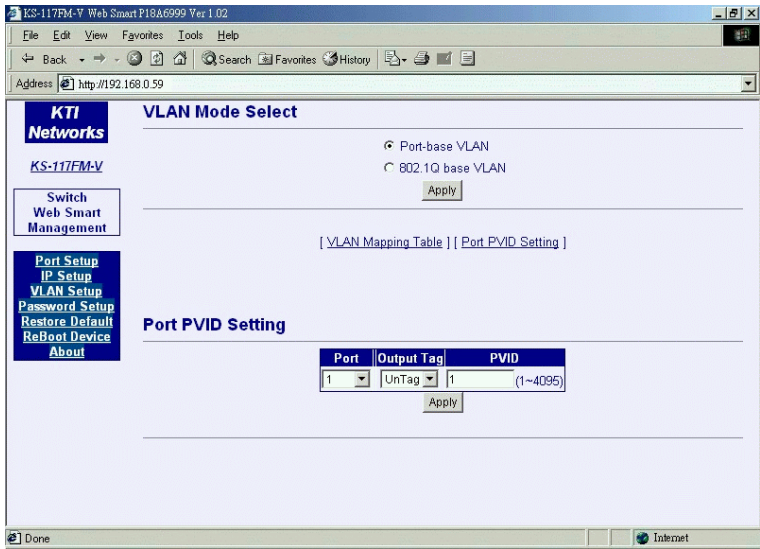 KS-117FM-V Web Smart P18A6999 Ver 1.02
File Edit View Favorites Tools Help
Back Search Favorites History
Address http://192.168.0.59
KTI
Networks
KS-117FM-V
Switch
Web Smart
Management
Port Setup
IP Setup
VLAN Setup
Password Setup
Restore Default
ReBoot Device
About
VLAN Mode Select
Port-base VLAN
802.1Q base VLAN
Apply
[ VLAN Mapping Table ] [ Port PVID Setting ]
Port PVID Setting
Port Output Tag PVID
1 UnTag 1 (1~4095)
Apply
Done Internet